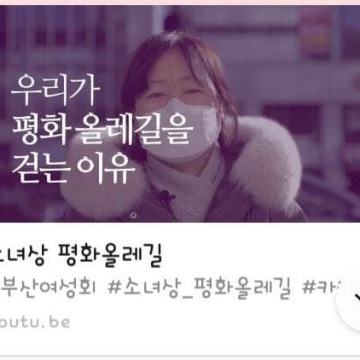 우리가
평화 올레길을
걷는 이유
소녀상 평화올레길
부산여성회 #소녀상_평화올레길
youtu.be